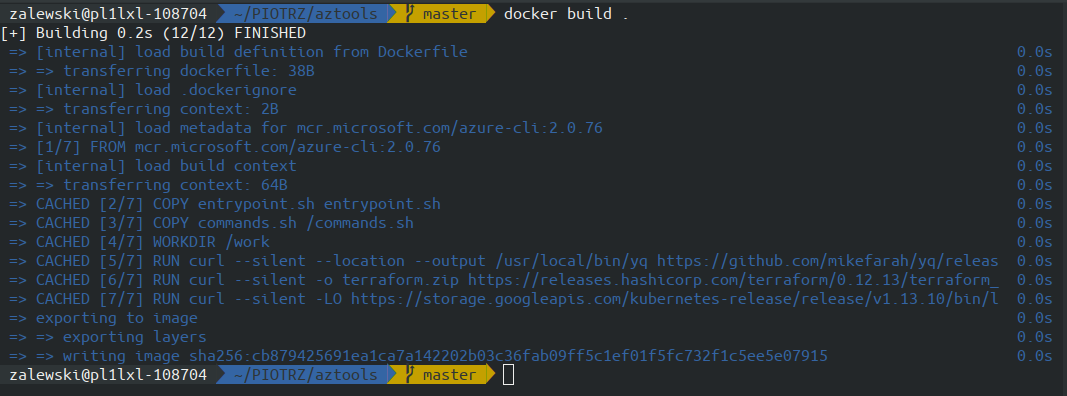 zalewski@pl1lxl-108704 ~/PIOTRZ/aztools master docker build .
[+] Building 0.2s (12/12) FINISHED
=> [internal] load build definition from Dockerfile 0.0s
=> => transferring dockerfile: 38B 0.0s
=> [internal] load .dockerignore 0.0s
=> => transferring context: 2B 0.0s
=> [internal] load metadata for mcr.microsoft.com/azure-cli:2.0.76 0.0s
=> [1/7] FROM mcr.microsoft.com/azure-cli:2.0.76 0.0s
=> [internal] load build context 0.0s
=> => transferring context: 64B 0.0s
=> CACHED [2/7] COPY entrypoint.sh entrypoint.sh 0.0s
=> CACHED [3/7] COPY commands.sh /commands.sh 0.0s
=> CACHED [4/7] WORKDIR /work 0.0s
=> CACHED [5/7] RUN curl --silent --location --output /usr/local/bin/yq https://github.com/mikefarah/yq/releas 0.0s
=> CACHED [6/7] RUN curl --silent -o terraform.zip https://releases.hashicorp.com/terraform/0.12.13/terraform_ 0.0s
=> CACHED [7/7] RUN curl --silent -LO https://storage.googleapis.com/kubernetes-release/release/v1.13.10/bin/l 0.0s
=> exporting to image 0.0s
=> => exporting layers 0.0s
=> => writing image sha256:cb879425691ea1ca7a142202b03c36fab09ff5c1ef01f5fc732f1c5ee5e07915 0.0s
zalewski@pl1lxl-108704 ~/PIOTRZ/aztools master